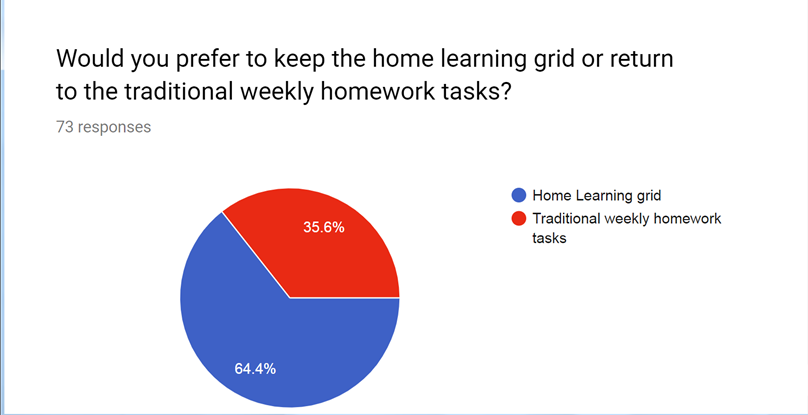 Would you prefer to keep the home learning grid or return
to the traditional weekly homework tasks?
73 responses
35.6%
64.4%
Home Learning grid
Traditional weekly homework
tasks